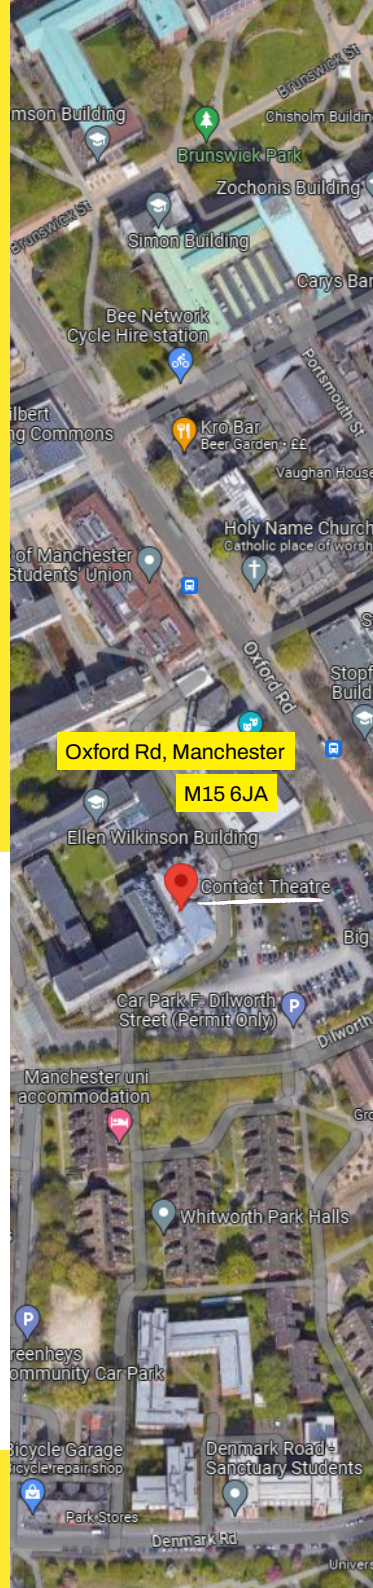 Brunswick St
mson Building
Chisholm Buildin
Brunswick Park
Zochonis Building
Brunswick St
Simon Building
Carys Bar
Bee Network
Cycle Hire station
Portsmouth St
ilbert
ng Commons
Kro Bar
Beer Garden • ££
Vaughan House
Holy Name Church
Catholic place of worsh
of Manchester
Students' Union
Oxford Rd
Stopf
Build
Oxford Rd, Manchester
M15 6JA
Ellen Wilkinson Building
Contact Theatre
Big
Car Park F: Dilworth
Street (Permit Only)
P
Dilworth
Manchester uni
accommodation
Gro
Whitworth Park Halls
P
reenheys
ommunity Car Park
Bicycle Garage
Bicycle repair shop
Denmark Road -
Sanctuary Students
Park Stores
Denmark Rd
Univers